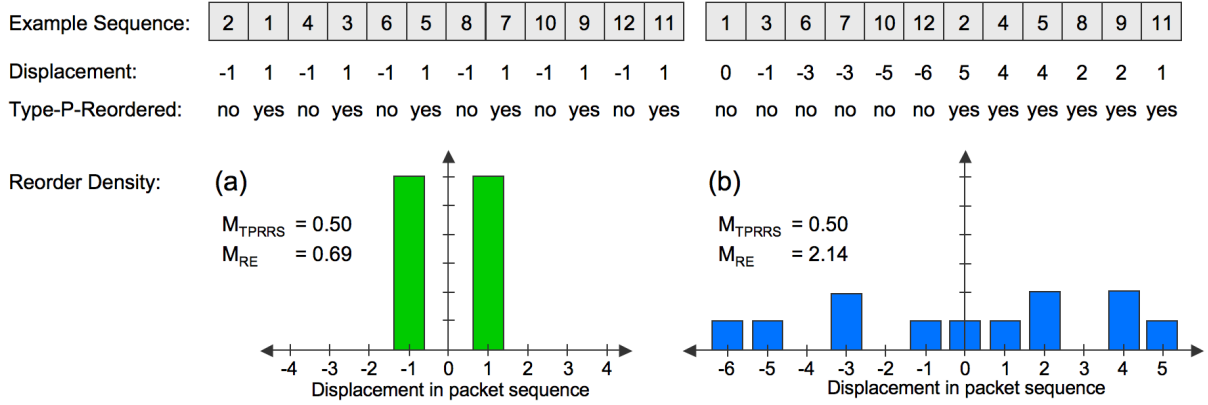 Example Sequence: 2 1 4 3 6 5 8 7 10 9 12 11 1 3 6 7 10 12 2 4 5 8 9 11
Displacement: -1 1 -1 1 -1 1 -1 1 -1 1 -1 1 0 -1 -3 -3 -5 -6 5 4 4 2 2 1
Type-P-Reordered: no yes no yes no yes no yes no yes no yes no no no no no no yes yes yes yes yes yes
Reorder Density: (a) (b)
MTPRRS = 0.50 MTPRRS = 0.50
MRE = 0.69 MRE = 2.14
-4 -3 -2 -1 0 1 2 3 4 -6 -5 -4 -3 -2 -1 0 1 2 3 4 5
Displacement in packet sequence Displacement in packet sequence